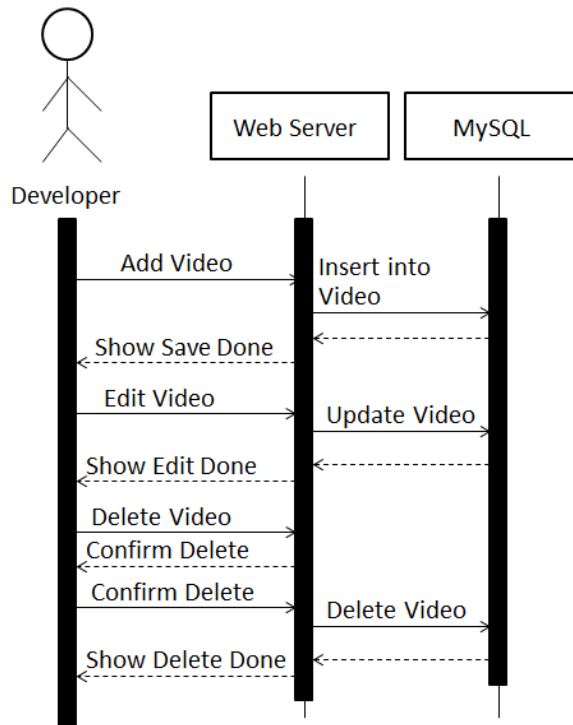 Web Server
MySQL
Developer
Add Video
Insert into
Video
Show Save Done
Edit Video
Update Video
Show Edit Done
Delete Video
Confirm Delete
Confirm Delete
Delete Video
Show Delete Done